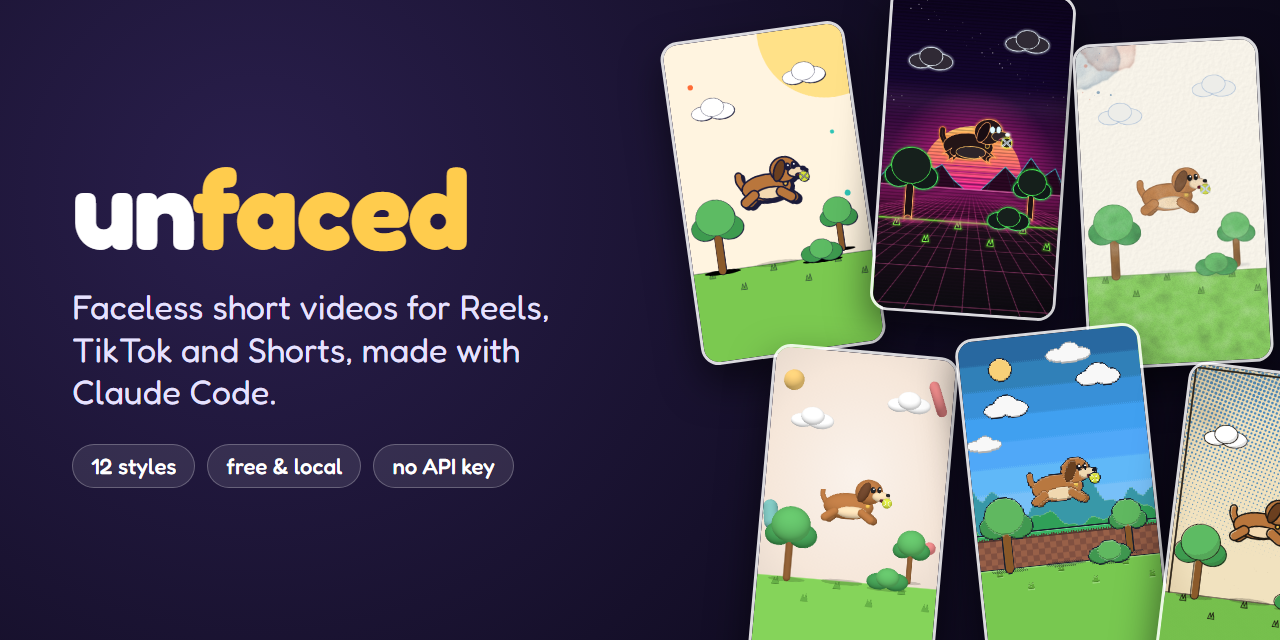 unfaced
Faceless short videos for Reels,
TikTok and Shorts, made with
Claude Code.
12 styles
free & local
no API key